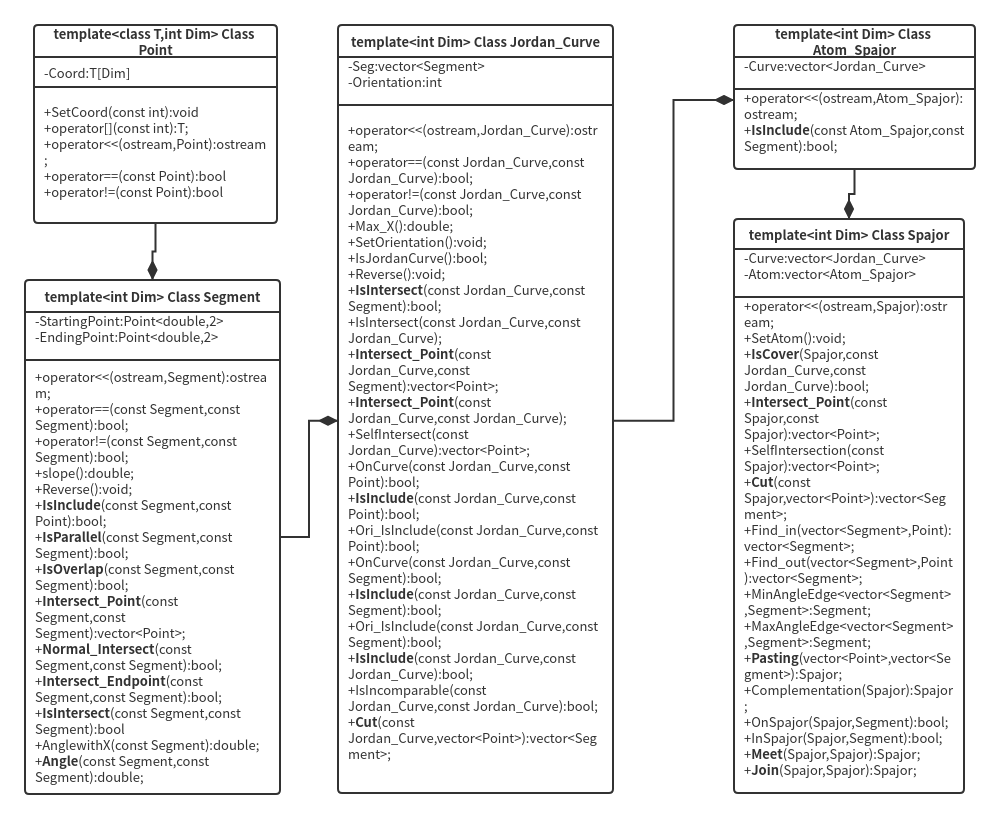 template<class T,int Dim> Class
Point
-Coord:T[Dim]
+SetCoord(const int):void
+operator[](const int):T;
+operator<<(ostream,Point):ostream
;
+operator==(const Point):bool
+operator!=(const Point):bool
template<int Dim> Class Segment
-StartingPoint:Point<double,2>
-EndingPoint:Point<double,2>
+operator<<(ostream,Segment):ostrea
m;
+operator==(const Segment,const
Segment):bool;
+operator!=(const Segment,const
Segment):bool;
+slope():double;
+Reverse():void;
+IsInclude(const Segment,const
Point):bool;
+IsParallel(const Segment,const
Segment):bool;
+IsOverlap(const Segment,const
Segment):bool;
+Intersect_Point(const
Segment,const
Segment):vector<Point>;
+Normal_Intersect(const
Segment,const Segment):bool;
+Intersect_Endpoint(const
Segment,const Segment):bool;
+IsIntersect(const Segment,const
Segment):bool
+AnglewithX(const Segment):double;
+Angle(const Segment,const
Segment):double;
template<int Dim> Class Jordan_Curve
-Seg:vector<Segment>
-Orientation:int
+operator<<(ostream,Jordan_Curve):ostr
eam;
+operator==(const Jordan_Curve,const
Jordan_Curve):bool;
+operator!=(const Jordan_Curve,const
Jordan_Curve):bool;
+Max_X():double;
+SetOrientation():void;
+IsJordanCurve():bool;
+Reverse():void;
+IsIntersect(const Jordan_Curve,const
Segment):bool;
+IsIntersect(const Jordan_Curve,const
Jordan_Curve);
+Intersect_Point(const
Jordan_Curve,const
Segment):vector<Point>;
+Intersect_Point(const
Jordan_Curve,const Jordan_Curve);
+SelfIntersect(const
Jordan_Curve):vector<Point>;
+OnCurve(const Jordan_Curve,const
Point):bool;
+IsInclude(const Jordan_Curve,const
Point):bool;
+Ori_IsInclude(const Jordan_Curve,const
Point):bool;
+OnCurve(const Jordan_Curve,const
Segment):bool;
+IsInclude(const Jordan_Curve,const
Segment):bool;
+Ori_IsInclude(const Jordan_Curve,const
Segment):bool;
+IsInclude(const Jordan_Curve,const
Jordan_Curve):bool;
+IsIncomparable(const
Jordan_Curve,const Jordan_Curve):bool;
+Cut(const
Jordan_Curve,vector<Point>):vector<Seg
ment>;
template<int Dim> Class
Atom_Spajor
-Curve:vector<Jordan_Curve>
+operator<<(ostream,Atom_Spajor):
ostream;
+IsInclude(const Atom_Spajor,const
Segment):bool;
template<int Dim> Class Spajor
-Curve:vector<Jordan_Curve>
-Atom:vector<Atom_Spajor>
+operator<<(ostream,Spajor):ostr
eam;
+SetAtom():void;
+IsCover(Spajor,const
Jordan_Curve,const
Jordan_Curve):bool;
+Intersect_Point(const
Spajor,const
Spajor):vector<Point>;
+SelfIntersection(const
Spajor):vector<Point>;
+Cut(const
Spajor,vector<Point>):vector<Seg
ment>;
+Find_in(vector<Segment>,Point):
vector<Segment>;
+Find_out(vector<Segment>,Point
):vector<Segment>;
+MinAngleEdge<vector<Segment>
,Segment>:Segment;
+MaxAngleEdge<vector<Segment>
,Segment>:Segment;
+Pasting(vector<Point>,vector<Se
gment>):Spajor;
+Complementation(Spajor):Spajor
;
+OnSpajor(Spajor,Segment):bool;
+InSpajor(Spajor,Segment):bool;
+Meet(Spajor,Spajor):Spajor;
+Join(Spajor,Spajor):Spajor;